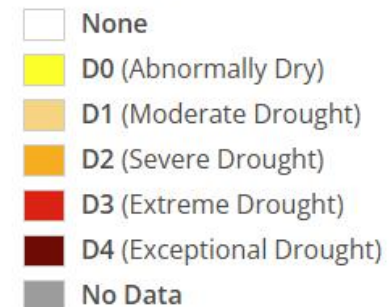 None
D0 (Abnormally Dry)
D1 (Moderate Drought)
D2 (Severe Drought)
D3 (Extreme Drought)
D4 (Exceptional Drought)
No Data